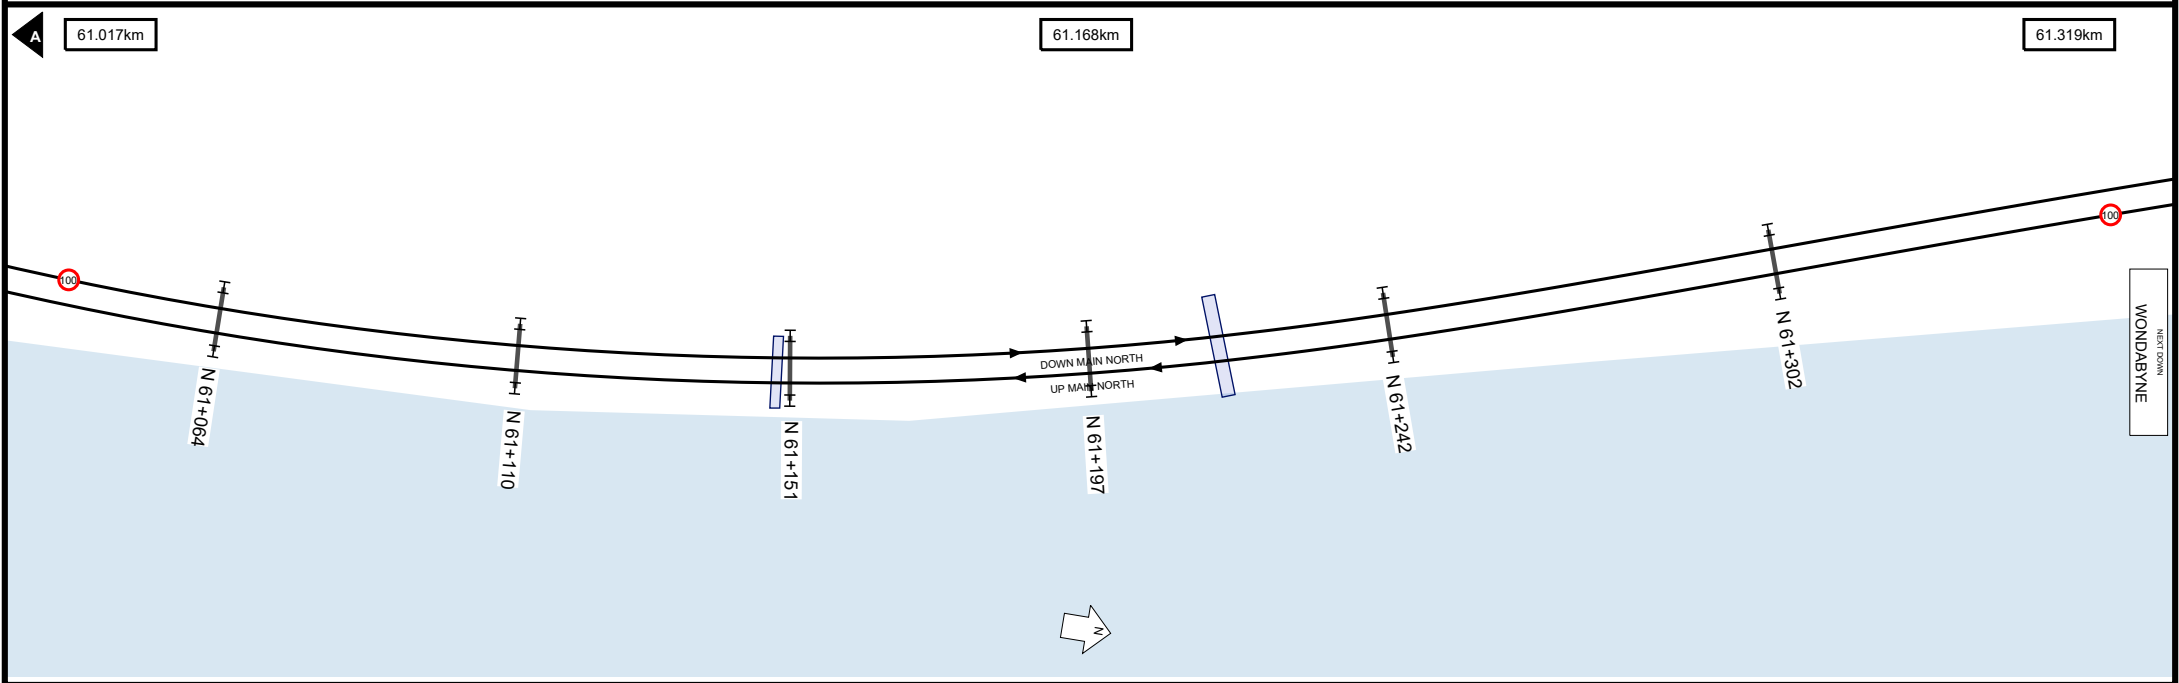 A
61.017km
61.168km
61.319km
100
100
DOWN MAIN NORTH
UP MAIN NORTH
N 61+064
N 61+110
N 61+151
N 61+197
N 61+242
N 61+302
NEXT DOWN
WONDABYNE
N